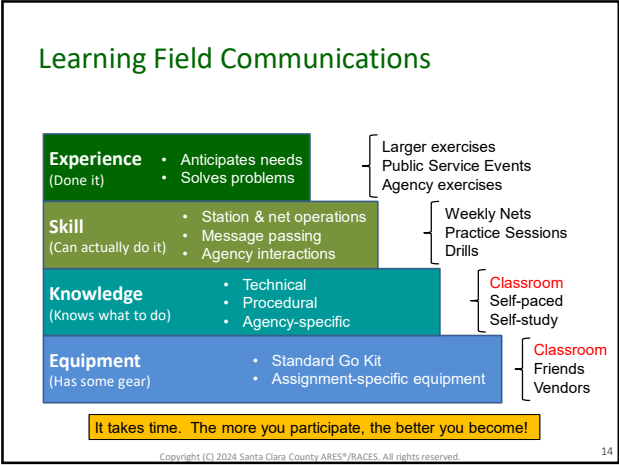 Learning Field Communications
Experience
(Done it)
• Anticipates needs
• Solves problems
Larger exercises
Public Service Events
Agency exercises
Skill
(Can actually do it)
• Station & net operations
• Message passing
• Agency interactions
Weekly Nets
Practice Sessions
Drills
Knowledge
(Knows what to do)
• Technical
• Procedural
• Agency-specific
Classroom
Self-paced
Self-study
Equipment
(Has some gear)
• Standard Go Kit
• Assignment-specific equipment
Classroom
Friends
Vendors
It takes time.  The more you participate, the better you become!
Copyright (C) 2024 Santa Clara County ARES®/RACES. All rights reserved.
14